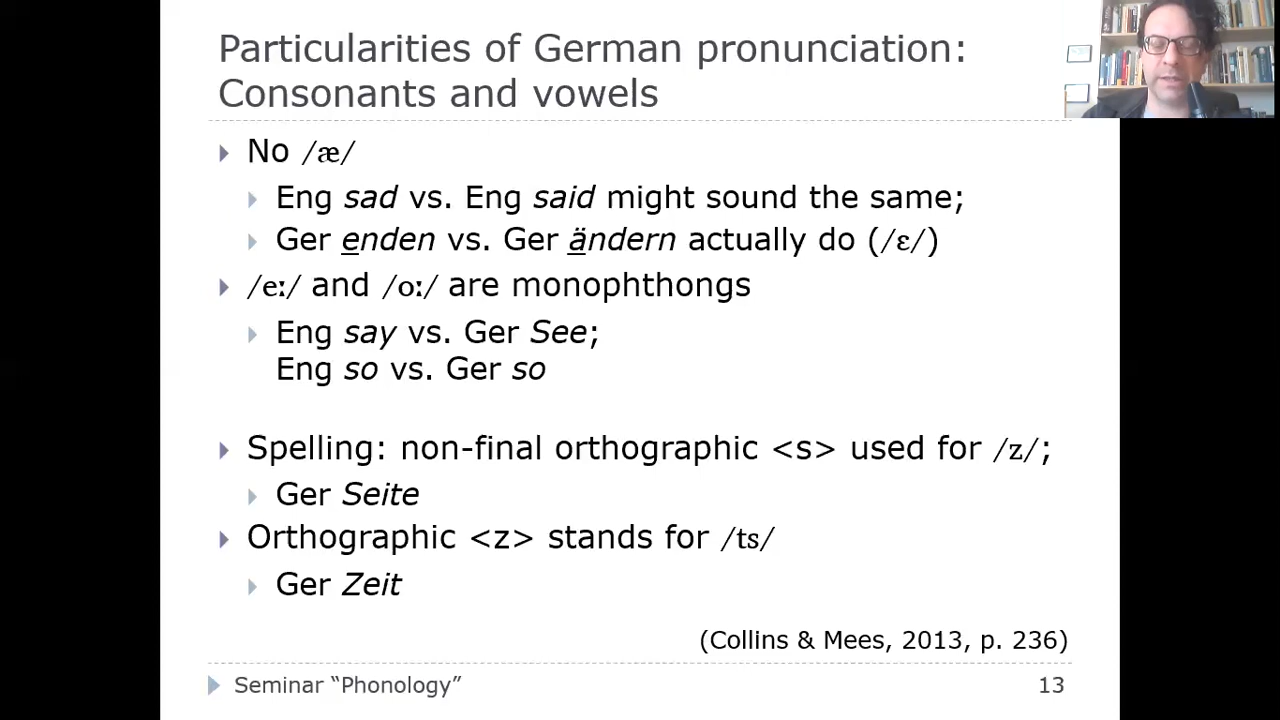 Particularities of German pronunciation:
Consonants and vowels
No /æ/
Eng sad vs. Eng said might sound the same;
Ger enden vs. Ger ändern actually do (/ɛ/)
/eː/ and /oː/ are monophthongs
Eng say vs. Ger See;
Eng so vs. Ger so
Spelling: non-final orthographic <s> used for /z/;
Ger Seite
Orthographic <z> stands for /ts/
Ger Zeit
(Collins & Mees, 2013, p. 236)
Seminar “Phonology”
13